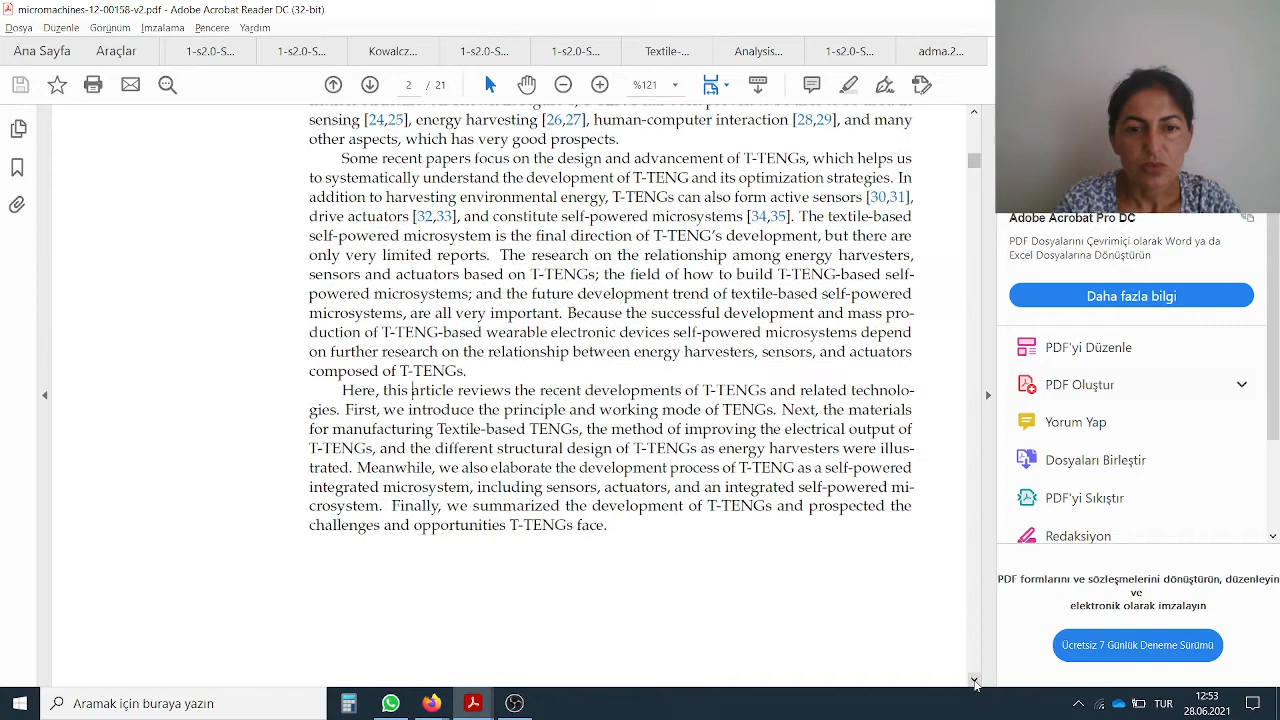 micromachines-12-00158-v2.pdf - Adobe Acrobat Reader DC (32-bit)
Dosya Düzenle Görünüm İmzalama Pencere Yardım
Ana Sayfa Araçlar 1-s2.0-S... 1-s2.0-S... Kowalcz... 1-s2.0-S... 1-s2.0-S... Textile-... Analysis... 1-s2.0-S... adma.2...
2 / 21 %121
sensing [24,25], energy harvesting [26,27], human-computer interaction [28,29], and many
other aspects, which has very good prospects.
Some recent papers focus on the design and advancement of T-TENGs, which helps us
to systematically understand the development of T-TENG and its optimization strategies. In
addition to harvesting environmental energy, T-TENGs can also form active sensors [30,31],
drive actuators [32,33], and constitute self-powered microsystems [34,35]. The textile-based
self-powered microsystem is the final direction of T-TENG's development, but there are
only very limited reports. The research on the relationship among energy harvesters,
sensors and actuators based on T-TENGs; the field of how to build T-TENG-based self-
powered microsystems; and the future development trend of textile-based self-powered
microsystems, are all very important. Because the successful development and mass pro-
duction of T-TENG-based wearable electronic devices self-powered microsystems depend
on further research on the relationship between energy harvesters, sensors, and actuators
composed of T-TENGs.
Here, this article reviews the recent developments of T-TENGs and related technolo-
gies. First, we introduce the principle and working mode of TENGs. Next, the materials
for manufacturing Textile-based TENGs, the method of improving the electrical output of
T-TENGs, and the different structural design of T-TENGs as energy harvesters were illus-
trated. Meanwhile, we also elaborate the development process of T-TENG as a self-powered
integrated microsystem, including sensors, actuators, and an integrated self-powered mi-
crosystem. Finally, we summarized the development of T-TENGs and prospected the
challenges and opportunities T-TENGs face.
Adobe Acrobat Pro DC
PDF Dosyalarını Çevrimiçi olarak Word ya da
Excel Dosyalarına Dönüştürün
Daha fazla bilgi
PDF'yi Düzenle
PDF Oluştur
Yorum Yap
Dosyaları Birleştir
PDF'yi Sıkıştır
Redaksiyon
PDF formlarını ve sözleşmelerini dönüştürün, düzenleyin
ve
elektronik olarak imzalayın
Ücretsiz 7 Günlük Deneme Sürümü
Aramak için buraya yazın
TUR
12:53
28.06.2021